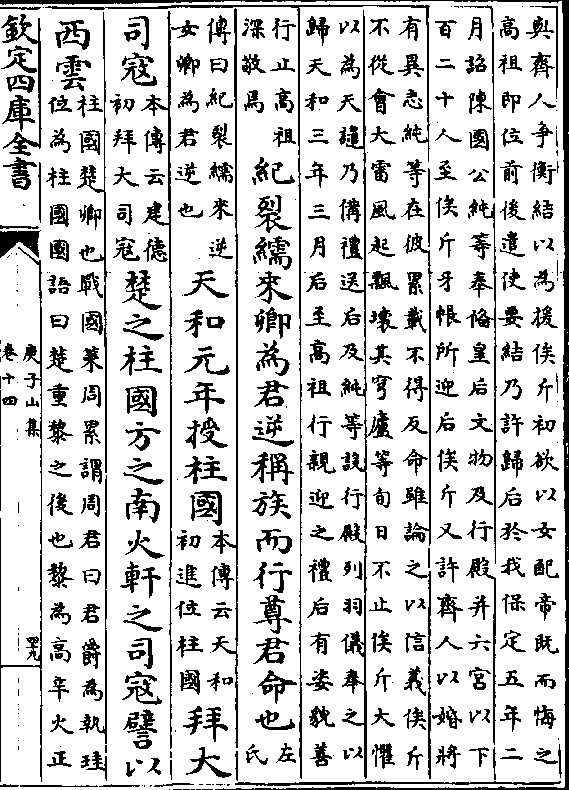 與齊人爭衡結以為援俟斤初欲以女配帝既而悔之
高祖即位前後遣使要結乃許歸后於我保定五年二
月詔陳國公純等奉備皇后文物及行殿并六宮以下
百二十人至俟斤牙帳所迎后俟斤又許齊人以婚將
有異志純等在彼累載不得反命雖諭之以信義俟斤
不從會大雷風起飄壞其穹廬等旬日不止俟斤大懼
以為天譴乃備禮送后及純等設行殿列羽儀奉之以
歸天和三年三月后至高祖行親迎之禮后有姿貌善
行止高祖
深敬焉
紀裂繻來卿為君逆稱族而行尊君命也
左氏
傳曰紀裂繻來逆
女卿為君逆也
天和元年授柱國
本傳云天和
初進位柱國
拜大
司寇
本傳云建德
初拜大司寇
楚之柱國方之南火軒之司寇譬以
西雲
柱國楚卿也戰國策周累謂周君曰君爵為執珪
位為柱國國語曰楚重黎之後也黎為高辛火正
欽定四庫全書
庾子山集
卷十四
四九